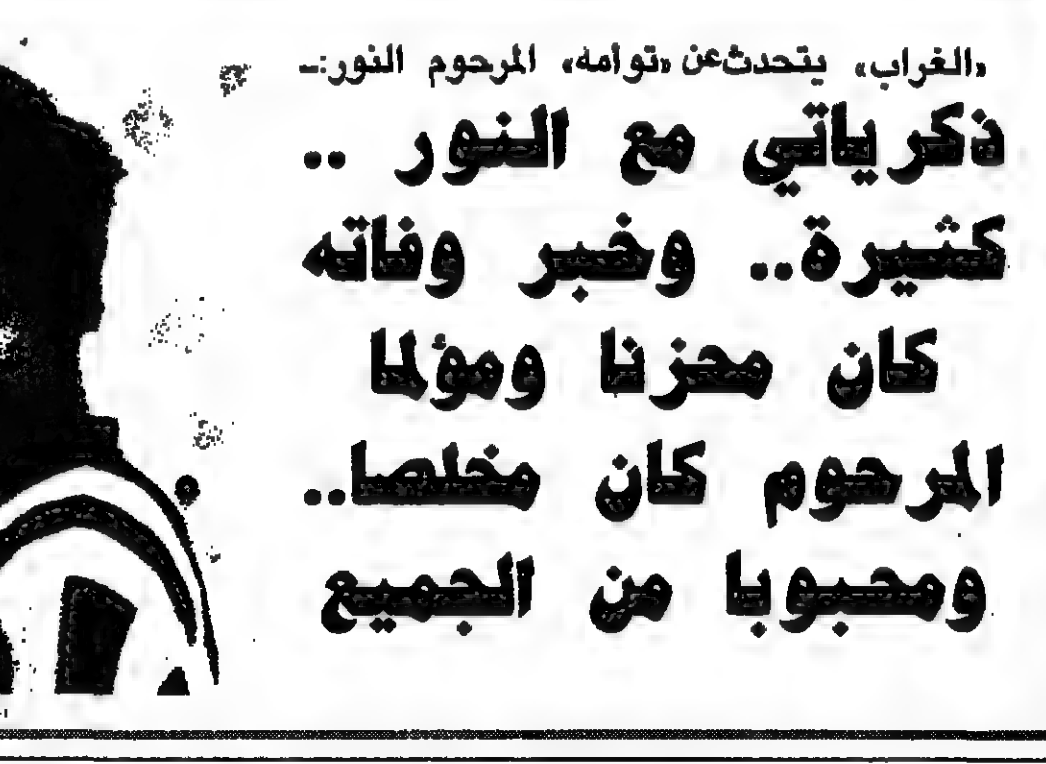 «الغراب» يتحدث عن «توأمه» المرحوم النور:ـ
ذكرياتي مع النور ..
كثيرة.. وخبر وفاته
كان محزنا ومؤلما
المرحوم كان مخلصا..
ومحبوبا من الجميع